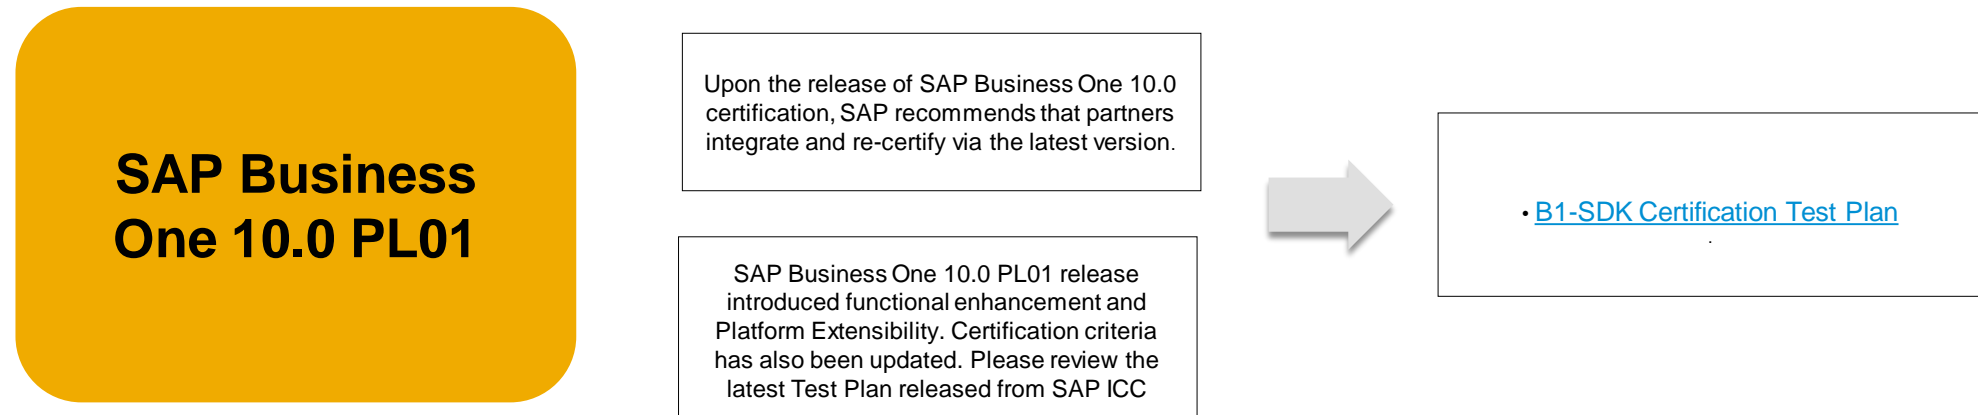 SAP Business
One 10.0 PL01
Upon the release of SAP Business One 10.0
certification, SAP recommends that partners
integrate and re-certify via the latest version.
SAP Business One 10.0 PL01 release
introduced functional enhancement and
Platform Extensibility. Certification criteria
has also been updated. Please review the
latest Test Plan released from SAP ICC
• B1-SDK Certification Test Plan
.